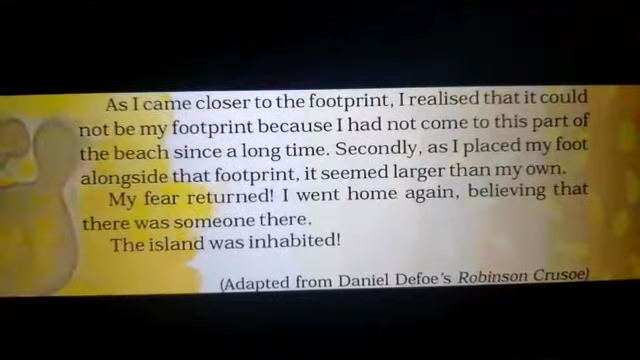 As I came closer to the footprint, I realised that it could
not be my footprint because I had not come to this part of
the beach since a long time. Secondly, as I placed my foot
alongside that footprint, it seemed larger than my own.
My fear returned! I went home again, believing that
there was someone there.
The island was inhabited!
(Adapted from Daniel Defoe's Robinson Crusoe)